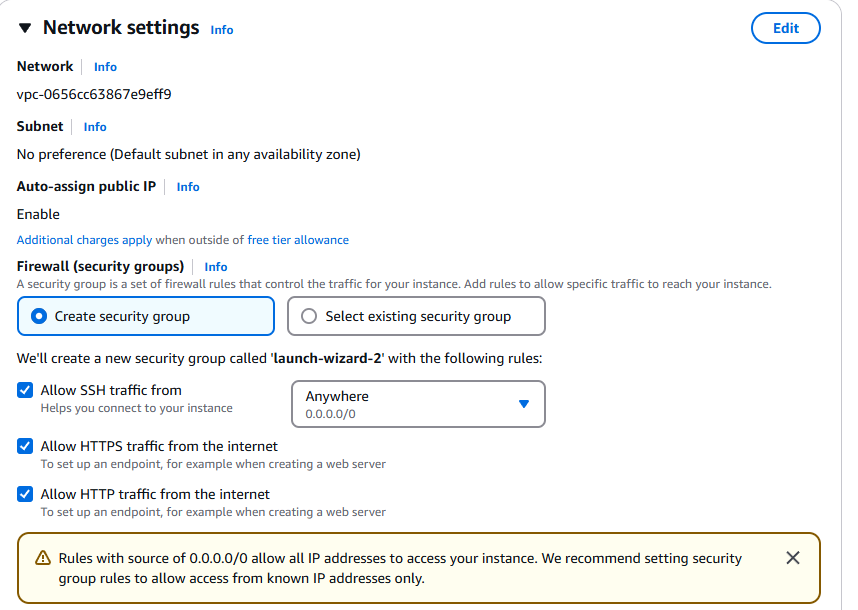 Network settings Info Edit
Network Info
vpc-0656cc63867e9eff9
Subnet Info
No preference (Default subnet in any availability zone)
Auto-assign public IP Info
Enable
Additional charges apply when outside of free tier allowance
Firewall (security groups) Info
A security group is a set of firewall rules that control the traffic for your instance. Add rules to allow specific traffic to reach your instance.
Create security group Select existing security group
We'll create a new security group called 'launch-wizard-2' with the following rules:
Allow SSH traffic from Anywhere
Helps you connect to your instance 0.0.0.0/0
Allow HTTPS traffic from the internet
To set up an endpoint, for example when creating a web server
Allow HTTP traffic from the internet
To set up an endpoint, for example when creating a web server
Rules with source of 0.0.0.0/0 allow all IP addresses to access your instance. We recommend setting security
group rules to allow access from known IP addresses only.